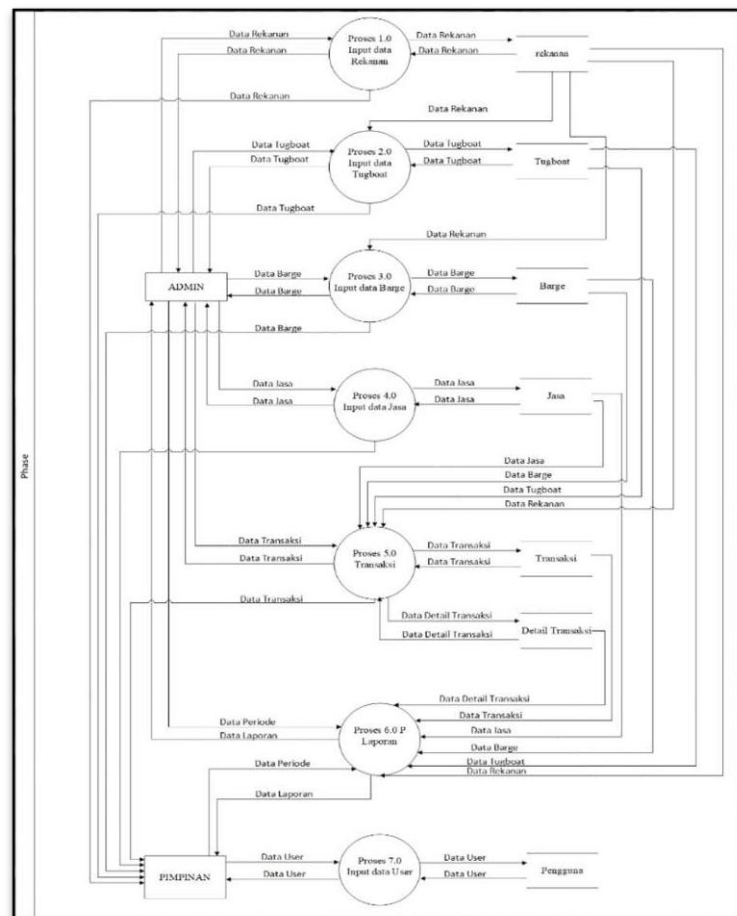 Data Rekanan
Data Rekanan
Proses 1.0
Input data
Rekanan
Data Rekanan
Data Rekanan
rekanan
Data Rekanan
Data Rekanan
Data Tugboat
Data Tugboat
Proses 2.0
Input data
Tugboat
Data Tugboat
Data Tugboat
Tugboat
Data Tugboat
Data Rekanan
ADMIN
Data Barge
Data Barge
Proses 3.0
Input data Barge
Data Barge
Data Barge
Barge
Data Barge
Data Jasa
Data Jasa
Proses 4.0
Input data Jasa
Data Jasa
Data Jasa
Jasa
Phase
Data Jasa
Data Barge
Data Tugboat
Data Rekanan
Data Transaksi
Data Transaksi
Proses 5.0
Transaksi
Data Transaksi
Data Transaksi
Transaksi
Data Transaksi
Data Detail Transaksi
Data Detail Transaksi
Detail Transaksi
Data Detail Transaksi
Data Transaksi
Data Jasa
Data Barge
Data Tugboat
Data Rekanan
Data Periode
Data Laporan
Proses 6.0 P
Laporan
Data Periode
Data Laporan
PIMPINAN
Data User
Data User
Proses 7.0
Input data User
Data User
Data User
Pengguna